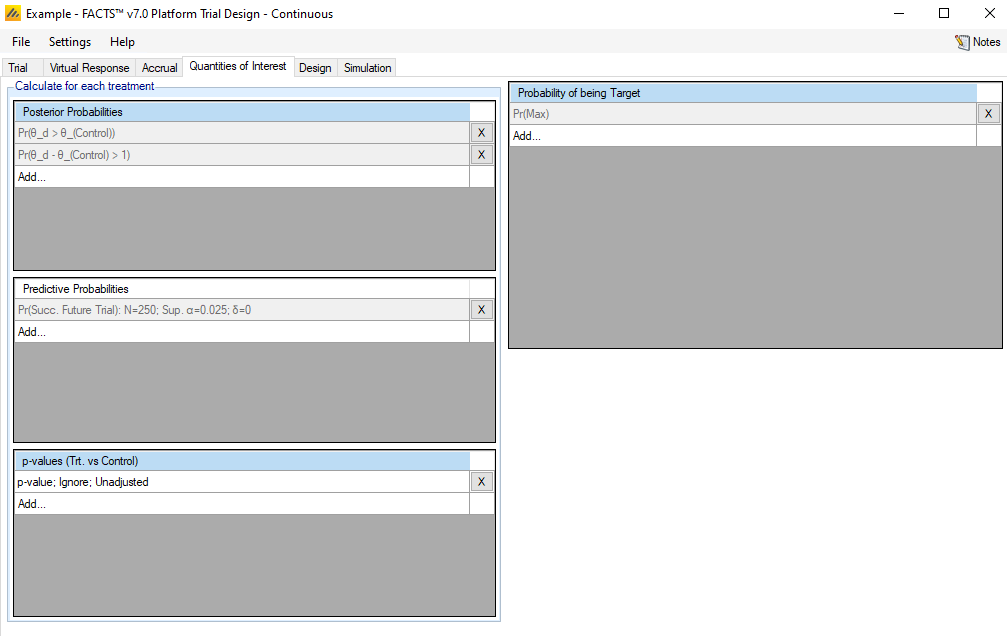 Example - FACTS™ v7.0 Platform Trial Design - Continuous
File Settings Help
Notes
Trial Virtual Response Accrual Quantities of Interest Design Simulation
Calculate for each treatment
Posterior Probabilities
Pr(θ_d > θ_(Control)) X
Pr(θ_d - θ_(Control) > 1) X
Add...
Predictive Probabilities
Pr(Succ. Future Trial): N=250; Sup. α=0.025; δ=0 X
Add...
p-values (Trt. vs Control)
p-value; Ignore; Unadjusted X
Add...
Probability of being Target
Pr(Max) X
Add...